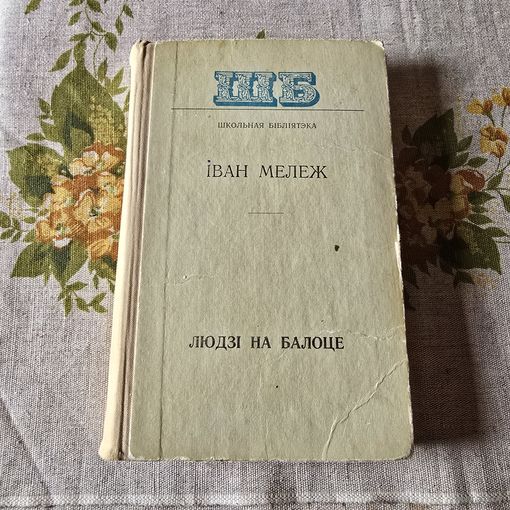 ШБ
ШКОЛЬНАЯ БІБЛІЯТЭКА
ІВАН МЕЛЕЖ
ЛЮДЗІ НА БАЛОЦЕ